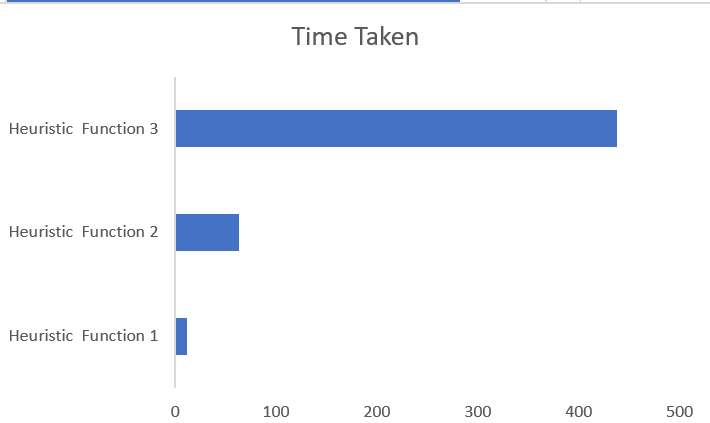 Time Taken
Heuristic  Function 3
Heuristic  Function 2
Heuristic  Function 1
0 100 200 300 400 500